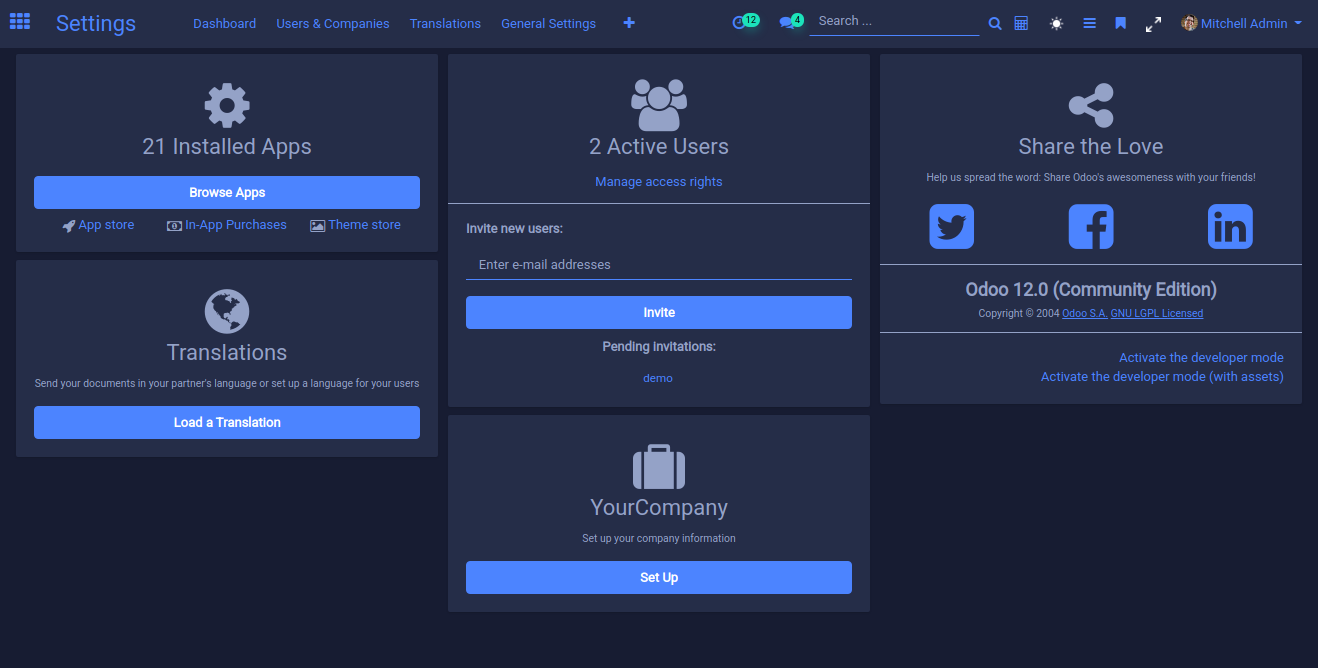 Settings Dashboard Users & Companies Translations General Settings 12 4 Search ... Mitchell Admin
21 Installed Apps
Browse Apps
App store In-App Purchases Theme store
Translations
Send your documents in your partner's language or set up a language for your users
Load a Translation
2 Active Users
Manage access rights
Invite new users:
Enter e-mail addresses
Invite
Pending Invitations:
demo
YourCompany
Set up your company information
Set Up
Share the Love
Help us spread the word: Share Odoo's awesomeness with your friends!
Odoo 12.0 (Community Edition)
Copyright © 2004 Odoo S.A. GNU LGPL Licensed
Activate the developer mode
Activate the developer mode (with assets)